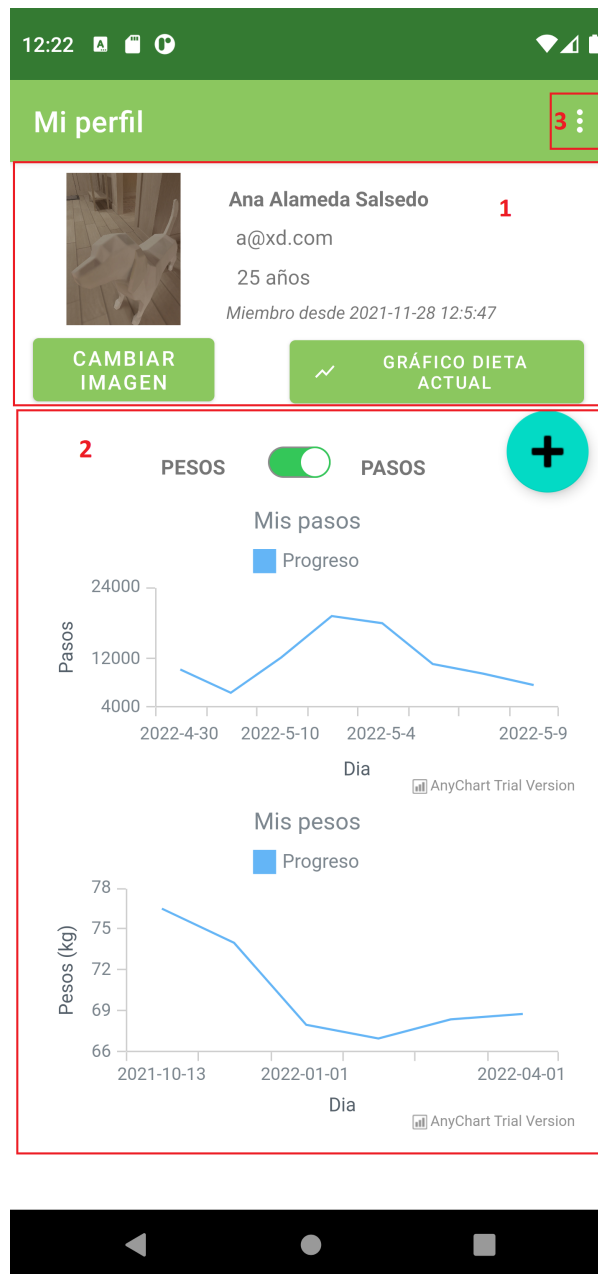 12:22
Mi perfil
3
Ana Alameda Salsedo
1
a@xd.com
25 años
Miembro desde 2021-11-28 12:5:47
CAMBIAR
IMAGEN
GRÁFICO DIETA
ACTUAL
2
PESOS
PASOS
Mis pasos
Progreso
24000
12000
4000
Pasos
2022-4-30
2022-5-10
2022-5-4
2022-5-9
Dia
AnyChart Trial Version
Mis pesos
Progreso
78
75
72
69
66
Pesos (kg)
2021-10-13
2022-01-01
2022-04-01
Dia
AnyChart Trial Version